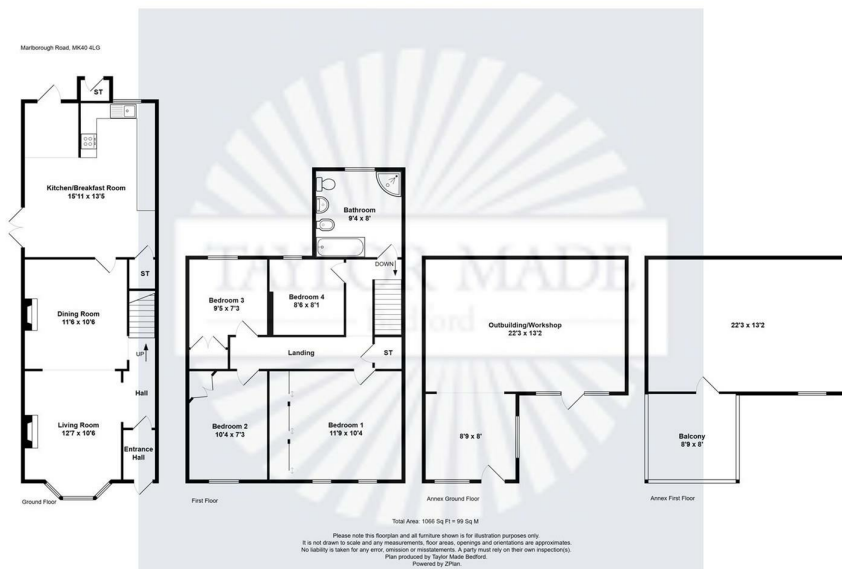 Marlborough Road, MK40 4LG
ST
Kitchen/Breakfast Room
15'11 x 13'5
ST
Dining Room
11'6 x 10'6
UP
Hall
Living Room
12'7 x 10'6
Entrance
Hall
Ground Floor
Bathroom
9'4 x 8'
DOWN
Bedroom 3
9'5 x 7'3
Bedroom 4
8'6 x 8'1
Landing
ST
Bedroom 2
10'4 x 7'3
Bedroom 1
11'9 x 10'4
First Floor
Outbuilding/Workshop
22'3 x 13'2
8'9 x 8'
Annex Ground Floor
22'3 x 13'2
Balcony
8'9 x 8'
Annex First Floor
TAYLOR MADE
Bedford
Total Area: 1066 Sq Ft = 99 Sq M
Please note this floorplan and all furniture shown is for illustration purposes only.
It is not drawn to scale and any measurements, floor areas, openings and orientations are approximates.
No liability is taken for any error, omission or misstatements. A party must rely on their own inspection(s).
Plan produced by Taylor Made Bedford.
Powered by ZPlan.